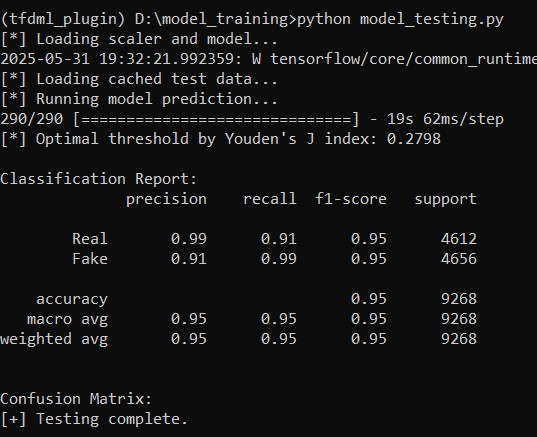 (tfdml_plugin) D:\model_training>python model_testing.py
[*] Loading scaler and model...
2025-05-31 19:32:21.992359: W tensorflow/core/common_runtime
[*] Loading cached test data...
[*] Running model prediction...
290/290 [==============================] - 19s 62ms/step
[*] Optimal threshold by Youden's J index: 0.2798
Classification Report:
precision recall f1-score support
Real 0.99 0.91 0.95 4612
Fake 0.91 0.99 0.95 4656
accuracy 0.95 9268
macro avg 0.95 0.95 0.95 9268
weighted avg 0.95 0.95 0.95 9268
Confusion Matrix:
[+] Testing complete.